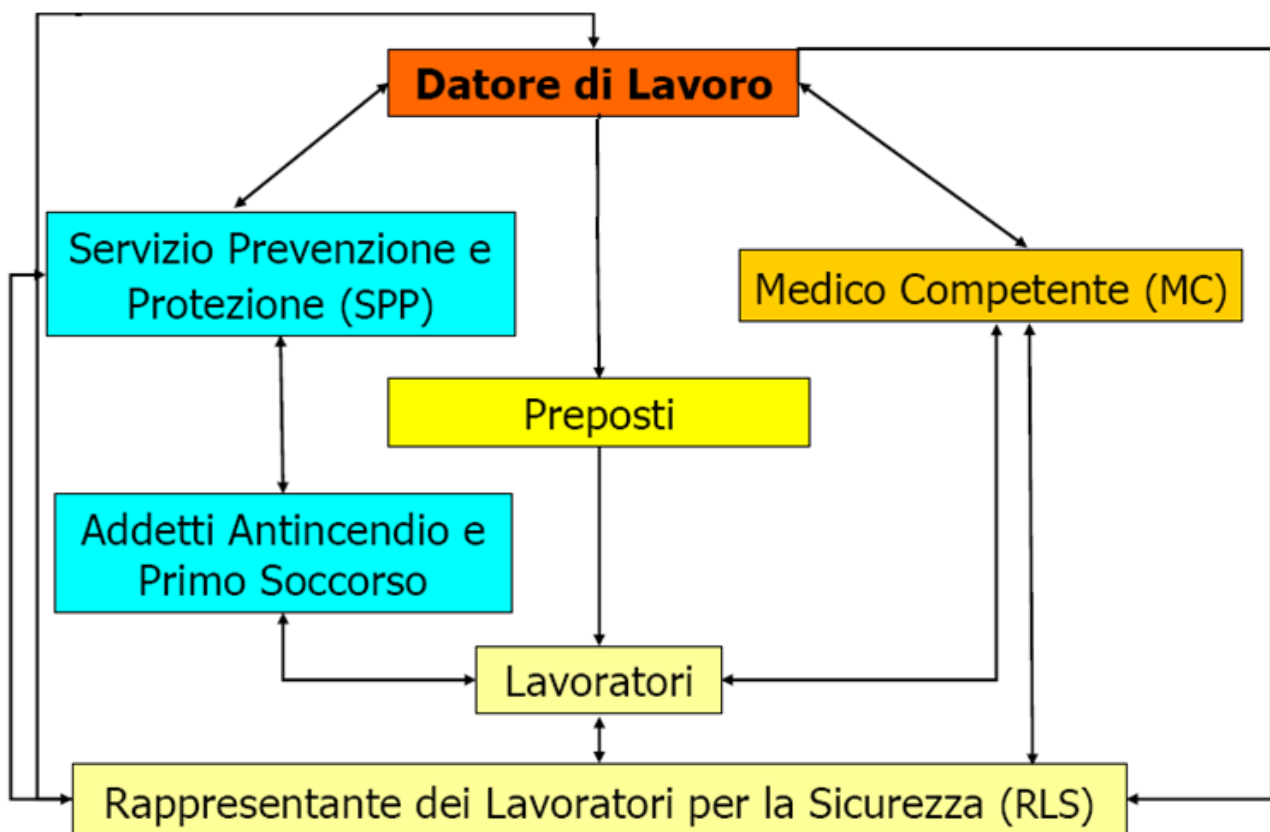 Datore di Lavoro
Servizio Prevenzione e
Protezione (SPP)
Medico Competente (MC)
Preposti
Addetti Antincendio e
Primo Soccorso
Lavoratori
Rappresentante dei Lavoratori per la Sicurezza (RLS)